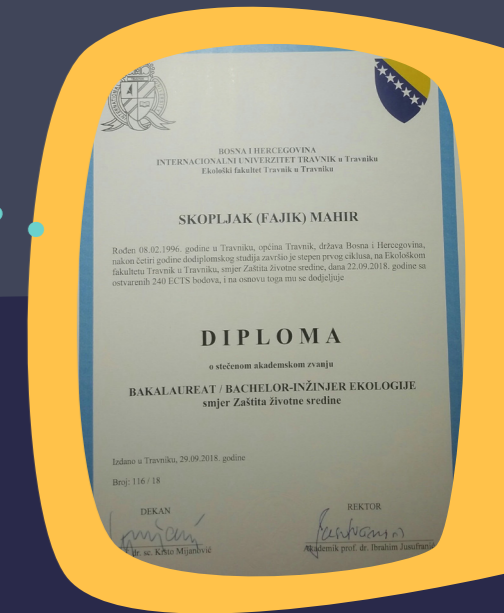 BOSNA I HERCEGOVINA
INTERNACIONALNI UNIVERZITET TRAVNIK u Travniku
Ekološki fakultet Travnik u Travniku
SKOPLJAK (FAJIK) MAHIR
Rođen 08.02.1996. godine u Travniku, općina Travnik, država Bosna i Hercegovina,
nakon četiri godine dodiplomskog studija završio je stepen prvog ciklusa, na Ekološkom
fakultetu Travnik u Travniku, smjer Zaštita životne sredine, dana 22.09.2018. godine sa
ostvarenih 240 ECTS bodova, i na osnovu toga mu se dodjeljuje
DIPLOMA
o stečenom akademskom zvanju
BAKALAUREAT / BACHELOR-INŽINJER EKOLOGIJE
smjer Zaštita životne sredine
Izdano u Travniku, 29.09.2018. godine
Broj: 116 / 18
DEKAN
REKTOR
dr. sc. Krsto Mijanović
Akademik prof. dr. Ibrahim Jusufranić